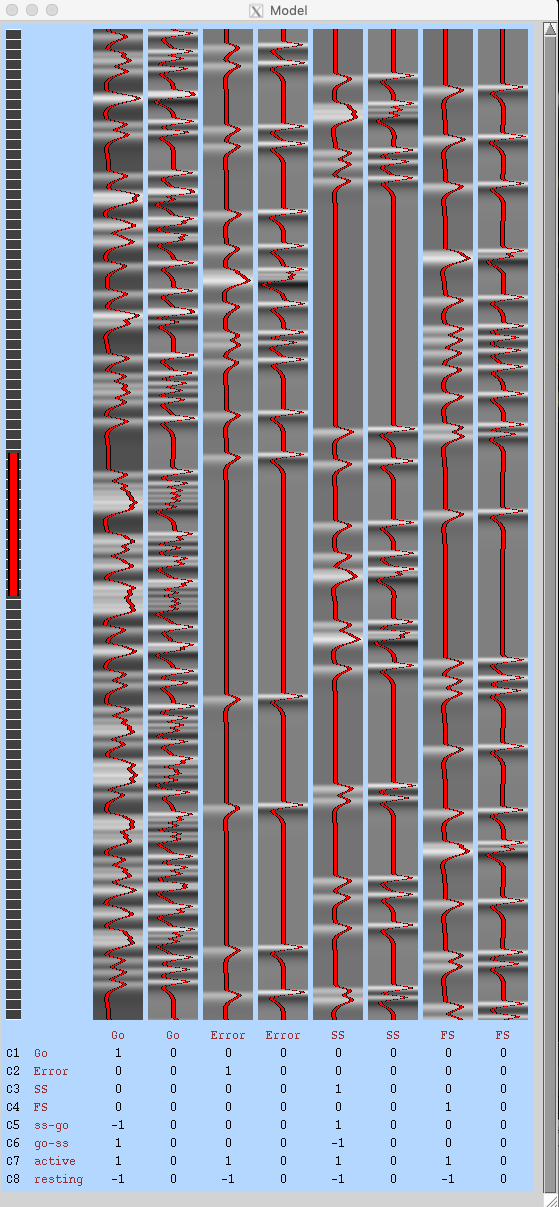 Model
Go Go Error Error SS SS FS FS
C1 Go 1 0 0 0 0 0 0 0
C2 Error 0 0 1 0 0 0 0 0
C3 SS 0 0 0 0 1 0 0 0
C4 FS 0 0 0 0 0 0 1 0
C5 ss-go -1 0 0 0 1 0 0 0
C6 go-ss 1 0 0 0 -1 0 0 0
C7 active 1 0 1 0 1 0 1 0
C8 resting -1 0 -1 0 -1 0 -1 0